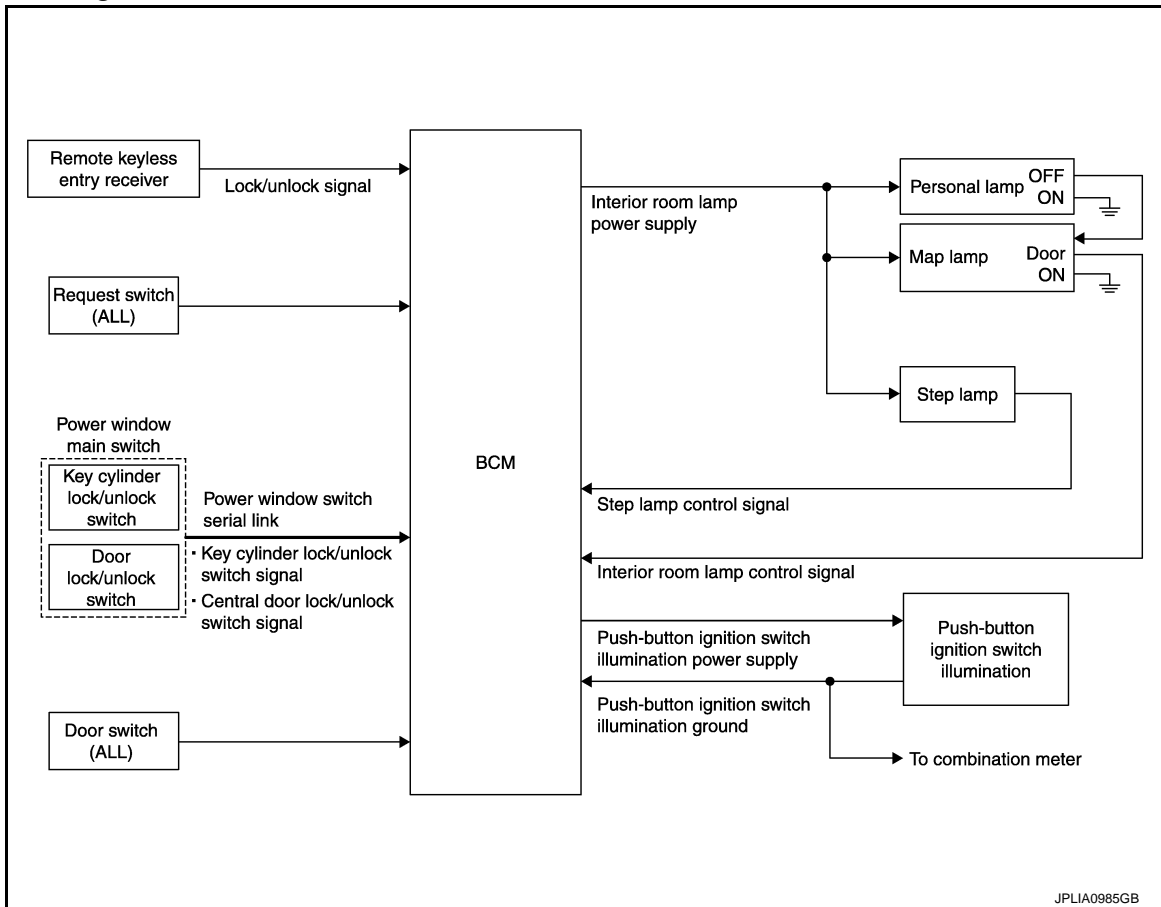 Remote keyless
entry receiver
Lock/unlock signal
Request switch
(ALL)
Power window
main switch
Key cylinder
lock/unlock
switch
Door
lock/unlock
switch
Power window switch
serial link
· Key cylinder lock/unlock
switch signal
· Central door lock/unlock
switch signal
Door switch
(ALL)
BCM
Interior room lamp
power supply
Personal lamp
OFF
ON
Map lamp
Door
ON
Step lamp
Step lamp control signal
Interior room lamp control signal
Push-button ignition switch
illumination power supply
Push-button ignition switch
illumination ground
Push-button
ignition switch
illumination
To combination meter
JPLIA0985GB